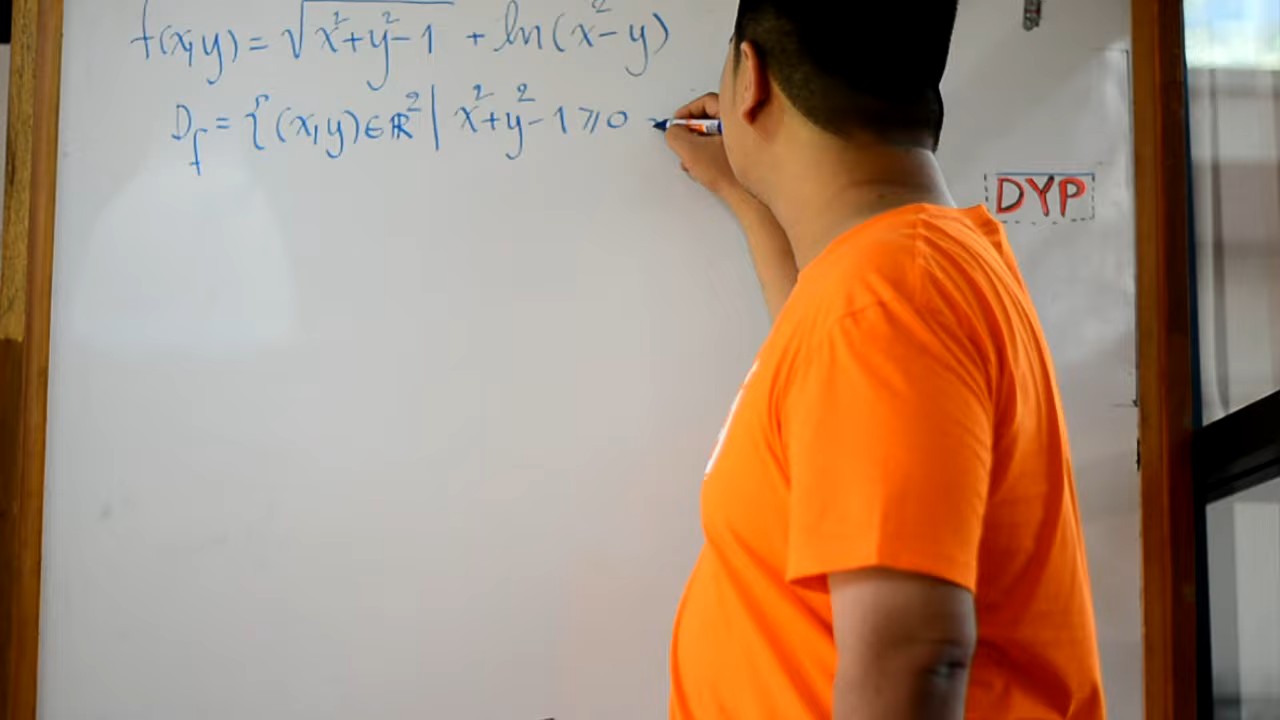 f(x,y) = √x²+y²-1 + ln(x²-y)
D_f = {(x,y)∈ℝ² | x²+y²-1⩾0
DYP